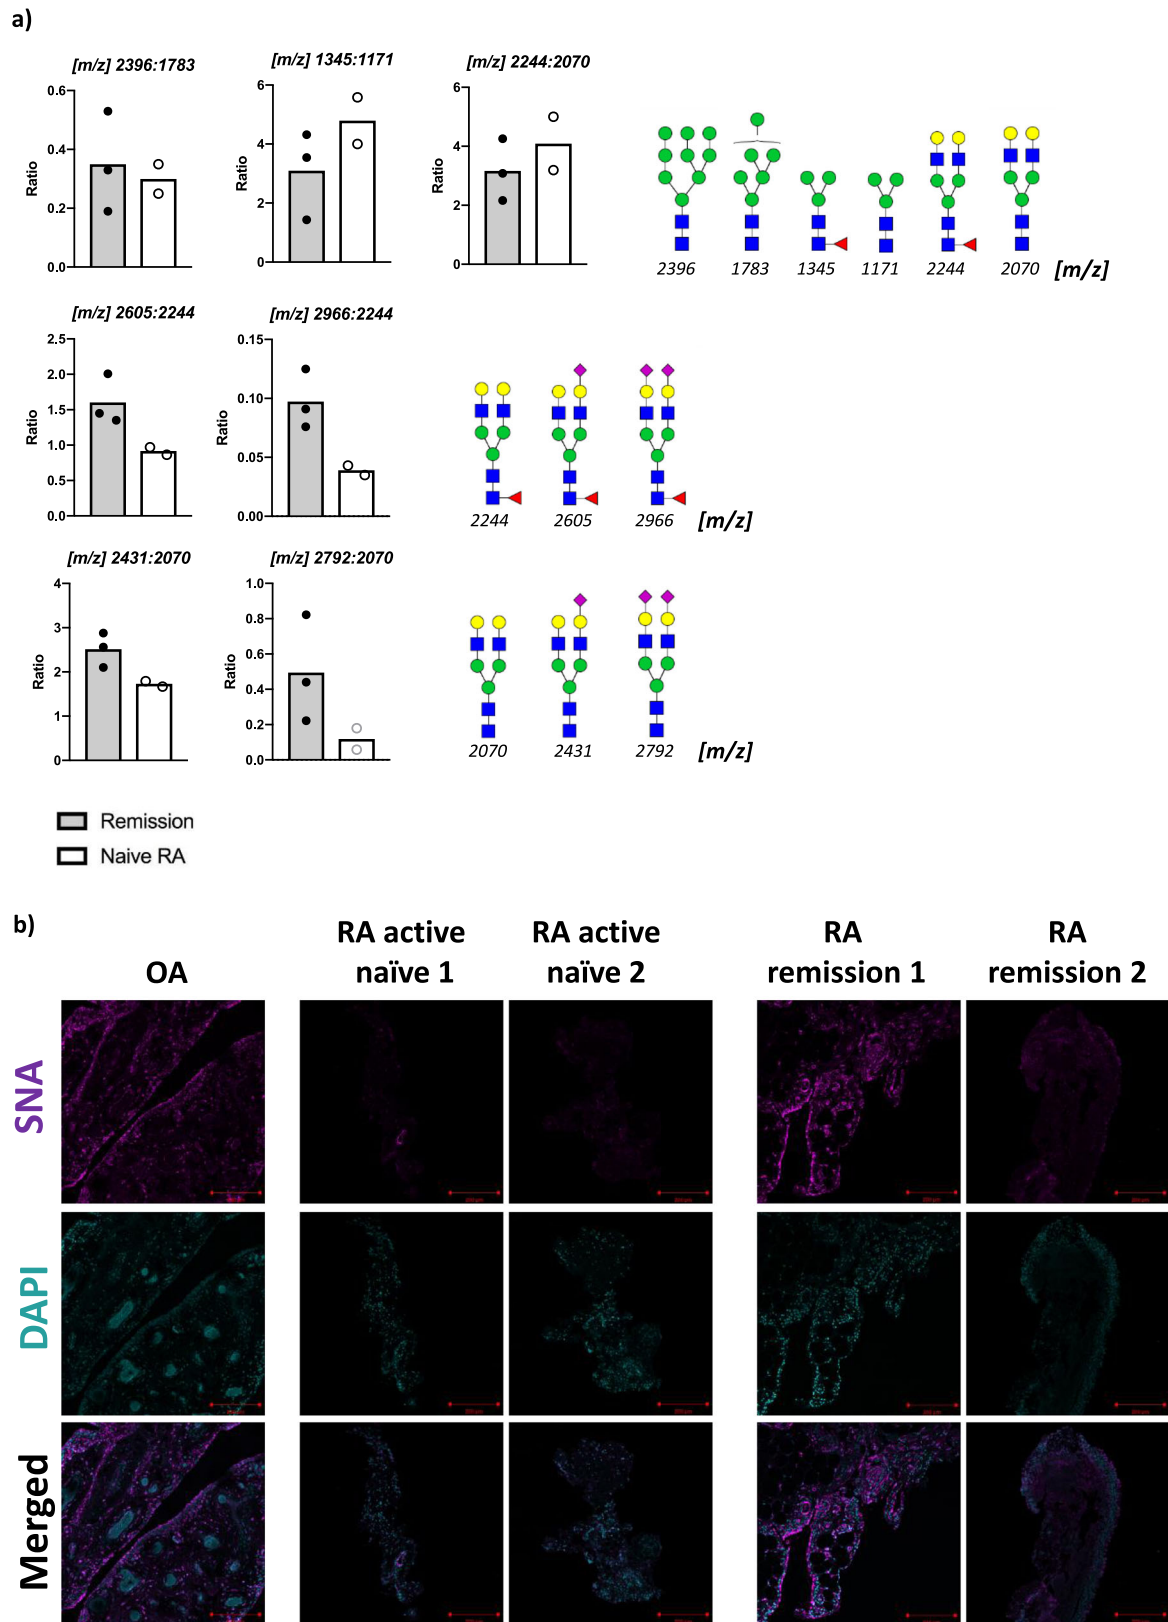 a)
[m/z] 2396:1783
[m/z] 1345:1171
[m/z] 2244:2070
Ratio
0.6
0.4
0.2
0.0
Ratio
6
4
2
0
Ratio
6
4
2
0
2396 1783 1345 1171 2244 2070 [m/z]
[m/z] 2605:2244
[m/z] 2966:2244
Ratio
2.5
2.0
1.5
1.0
0.5
0.0
Ratio
0.15
0.10
0.05
0.00
2244 2605 2966 [m/z]
[m/z] 2431:2070
[m/z] 2792:2070
Ratio
4
3
2
1
0
Ratio
1.0
0.8
0.6
0.4
0.2
0.0
2070 2431 2792 [m/z]
Remission
Naive RA
b)
OA
RA active
naïve 1
RA active
naïve 2
RA
remission 1
RA
remission 2
SNA
DAPI
Merged